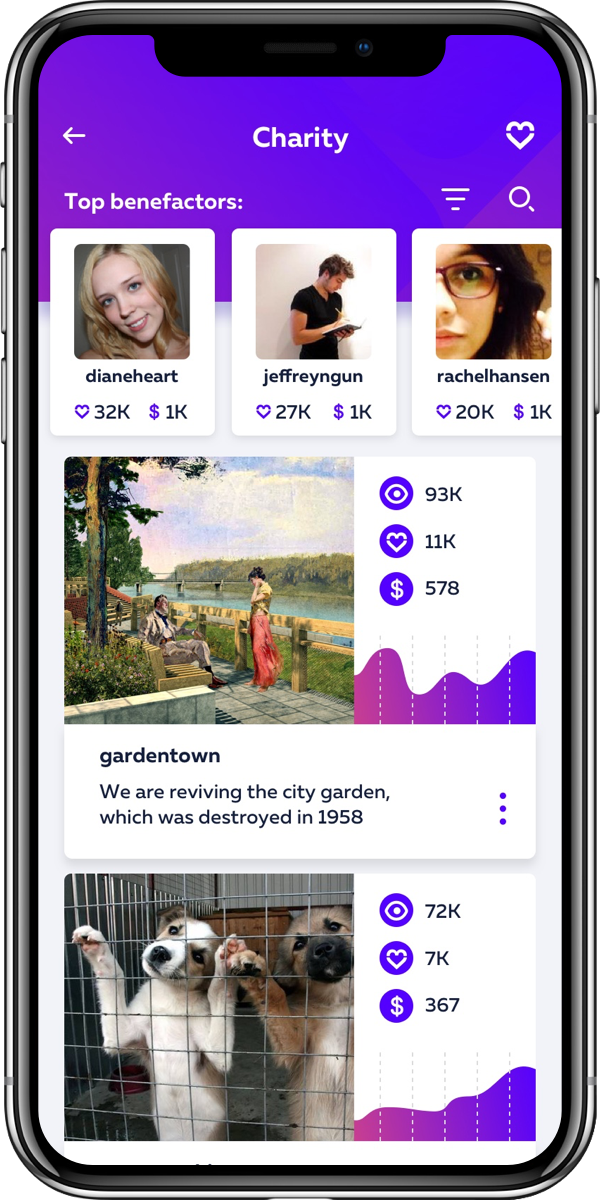 Charity
Top benefactors:
dianeheart
32K $ 1K
jeffreyngun
27K $ 1K
rachelhansen
20K $ 1K
93K
11K
$ 578
gardentown
We are reviving the city garden,
which was destroyed in 1958
72K
7K
$ 367